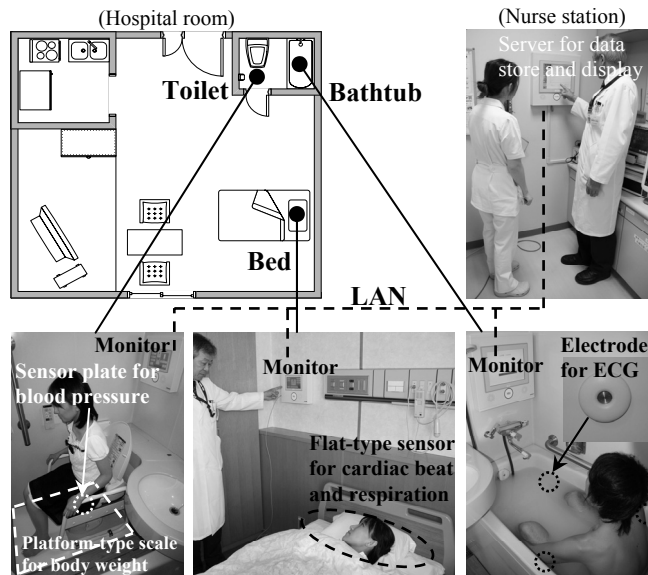 (Hospital room)
(Nurse station)
Server for data
store and display
Toilet
Bathtub
Bed
LAN
Monitor
Sensor plate for
blood pressure
Platform-type scale
for body weight
Monitor
Flat-type sensor
for cardiac beat
and respiration
Monitor
Electrode
for ECG